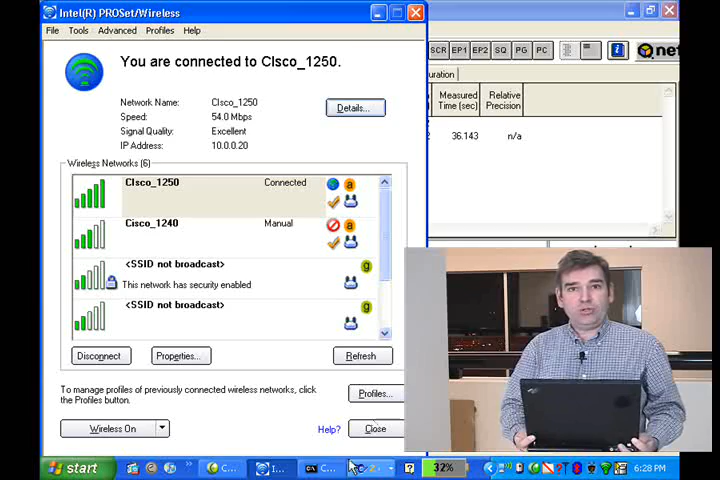 Intel(R) PROSet/Wireless
File Tools Advanced Profiles Help
You are connected to CIsco_1250.
Network Name: CIsco_1250
Speed: 54.0 Mbps
Signal Quality: Excellent
IP Address: 10.0.0.20
Details...
Wireless Networks (6)
CIsco_1250 Connected
a
Cisco_1240 Manual
a
<SSID not broadcast>
g
This network has security enabled
<SSID not broadcast>
g
Disconnect Properties... Refresh
To manage profiles of previously connected wireless networks, click
the Profiles button.
Profiles...
Wireless On Help? Close
SCR EP1 EP2 SQ PG PC
net
Measured
Time (sec)
Relative
Precision
36.143 n/a
start
C...
I...
C...
32%
6:28 PM